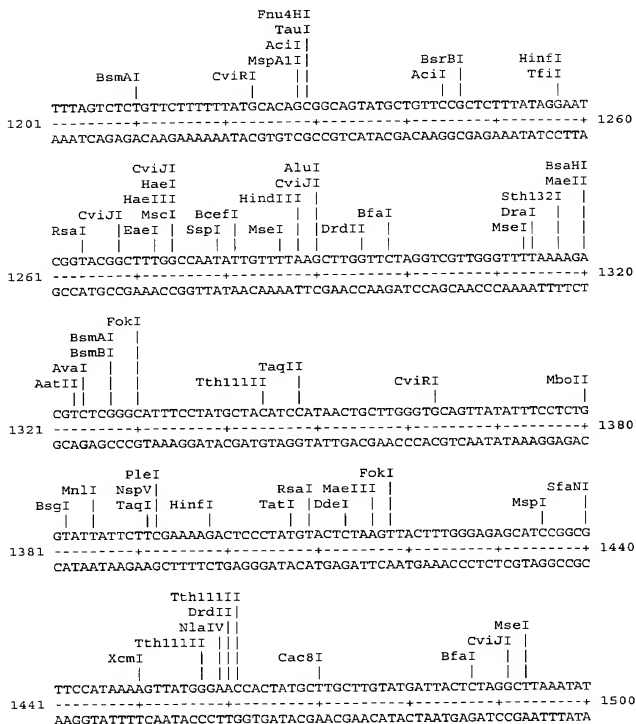 Fnu4HI
TauI
AciI
MspA1I BsrBI HinfI
BsmAI CviRI AciI TfiI
TTTAGTCTCTGTTCTTTTTTATGCACAGCGGCAGTATGCTGTTCCGCTCTTTATAGGAAT
1201 ---------+---------+---------+---------+---------+---------+ 1260
AAATCAGAGACAAGAAAAAATACGTGTCGCCGTCATACGACAAGGCGAGAAATATCCTTA
CviJI AluI BsaHI
HaeI CviJI MaeII
HaeIII HindIII Sth132I
CviJI MscI BcefI BfaI DraI
RsaI EaeI SspI MseI DrdII MseI
CGGTACGGCTTTGGCCAATATTGTTTTAAGCTTGGTTCTAGGTCGTTGGGTTTTAAAAGA
1261 ---------+---------+---------+---------+---------+---------+ 1320
GCCATGCCGAAACCGGTTATAACAAAATTCGAACCAAGATCCAGCAACCCAAAATTTTCT
FokI
BsmAI
BsmBI
AvaI TaqII
AatII Tth111II CviRI MboII
CGTCTCGGGCATTTCCTATGCTACATCCATAACTGCTTGGGTGCAGTTATATTTCCTCTG
1321 ---------+---------+---------+---------+---------+---------+ 1380
GCAGAGCCCGTAAAGGATACGATGTAGGTATTGACGAACCCACGTCAATATAAAGGAGAC
PleI FokI
MnlI NspV RsaI MaeIII SfaNI
BsgI TaqI HinfI TatI DdeI MspI
GTATTATTCTTCGAAAAGACTCCCTATGTACTCTAAGTTACTTTGGGAGAGCATCCGGCG
1381 ---------+---------+---------+---------+---------+---------+ 1440
CATAATAAGAAGCTTTTCTGAGGGATACATGAGATTCAATGAAACCCTCTCGTAGGCCGC
Tth111II
DrdII
NlaIV MseI
Tth111II CviJI
XcmI Cac8I BfaI
TTCCATAAAAGTTATGGGAACCACTATGCTTGCTTGTATGATTACTCTAGGCTTAAATAT
1441 ---------+---------+---------+---------+---------+---------+ 1500
AAGGTATTTTCAATACCCTTGGTGATACGAACGAACATACTAATGAGATCCGAATTTATA